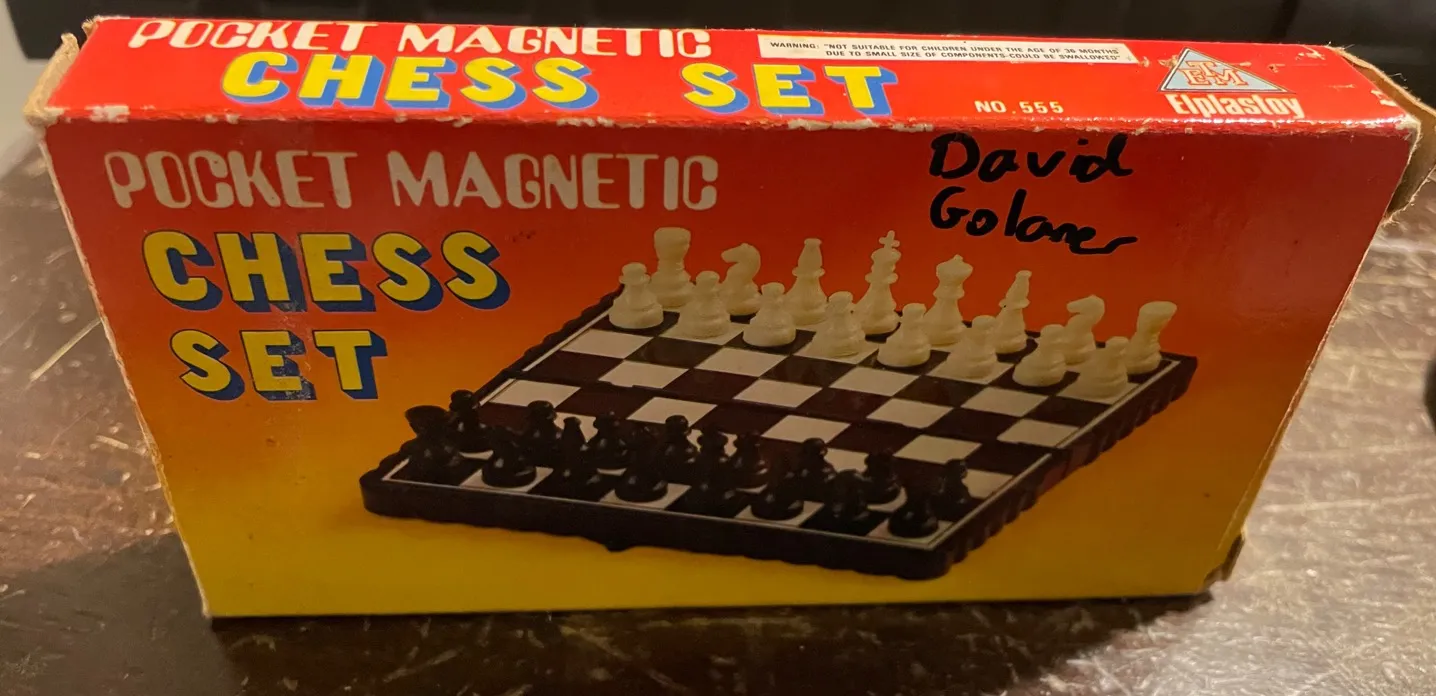 POCKET MAGNETIC
CHESS SET
WARNING: "NOT SUITABLE FOR CHILDREN UNDER THE AGE OF 36 MONTHS
DUE TO SMALL SIZE OF COMPONENTS-COULD BE SWALLOWED"
NO.555
Elplastoy
POCKET MAGNETIC
CHESS
SET
David
Golaner